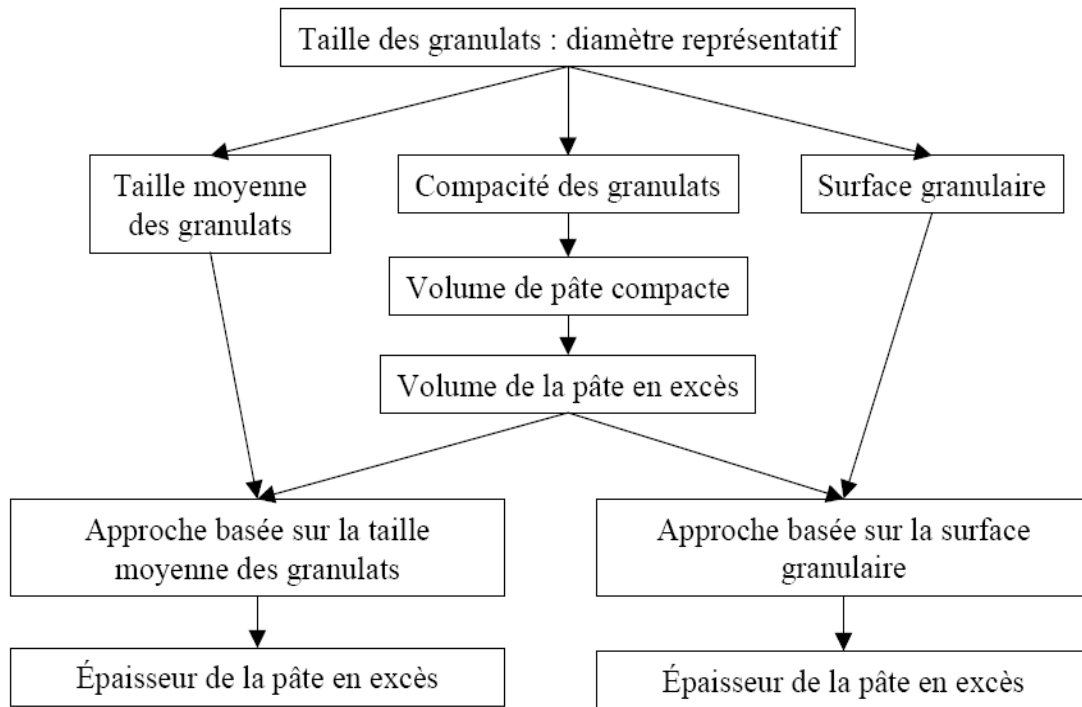 Taille des granulats : diamètre représentatif
Taille moyenne
des granulats
Compacité des granulats
Surface granulaire
Volume de pâte compacte
Volume de la pâte en excès
Approche basée sur la taille
moyenne des granulats
Approche basée sur la surface
granulaire
Épaisseur de la pâte en excès
Épaisseur de la pâte en excès